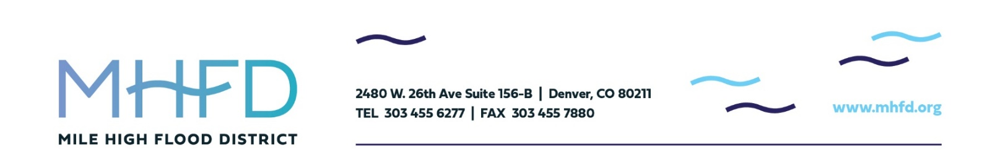 MHFD
MILE HIGH FLOOD DISTRICT
2480 W. 26th Ave Suite 156-B | Denver, CO 80211
TEL 303 455 6277 | FAX 303 455 7880
www.mhfd.org